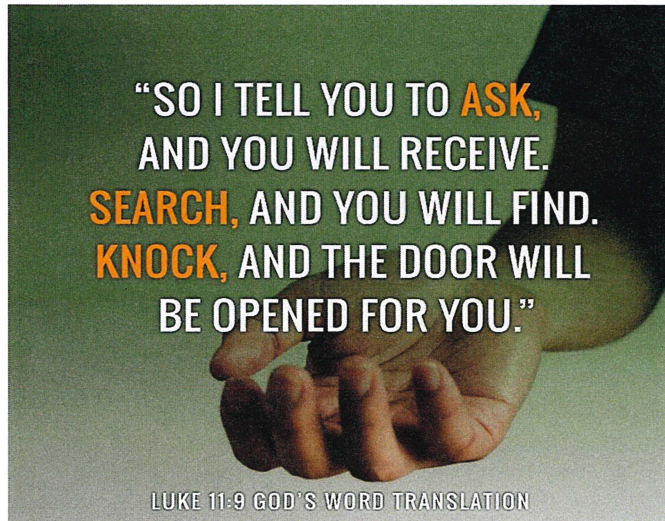 “SO I TELL YOU TO ASK,
AND YOU WILL RECEIVE.
SEARCH, AND YOU WILL FIND.
KNOCK, AND THE DOOR WILL
BE OPENED FOR YOU.”
LUKE 11:9 GOD’S WORD TRANSLATION